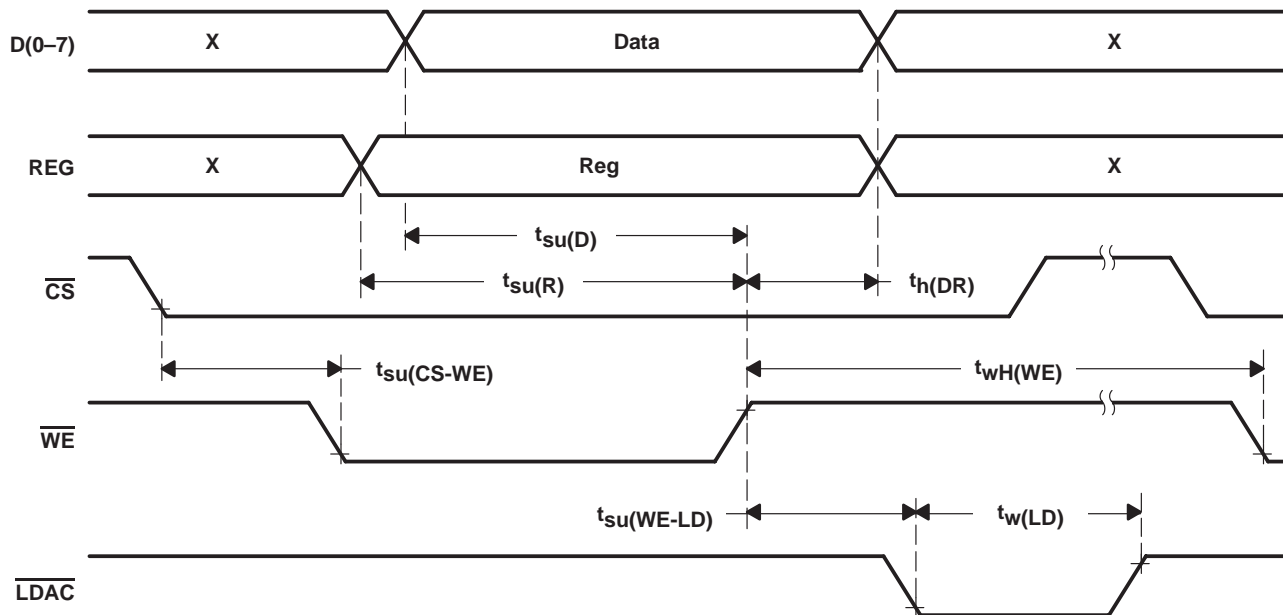 D(0–7) X Data X
REG X Reg X
tsu(D)
CS tsu(R) th(DR)
tsu(CS-WE) twH(WE)
WE
tsu(WE-LD) tw(LD)
LDAC